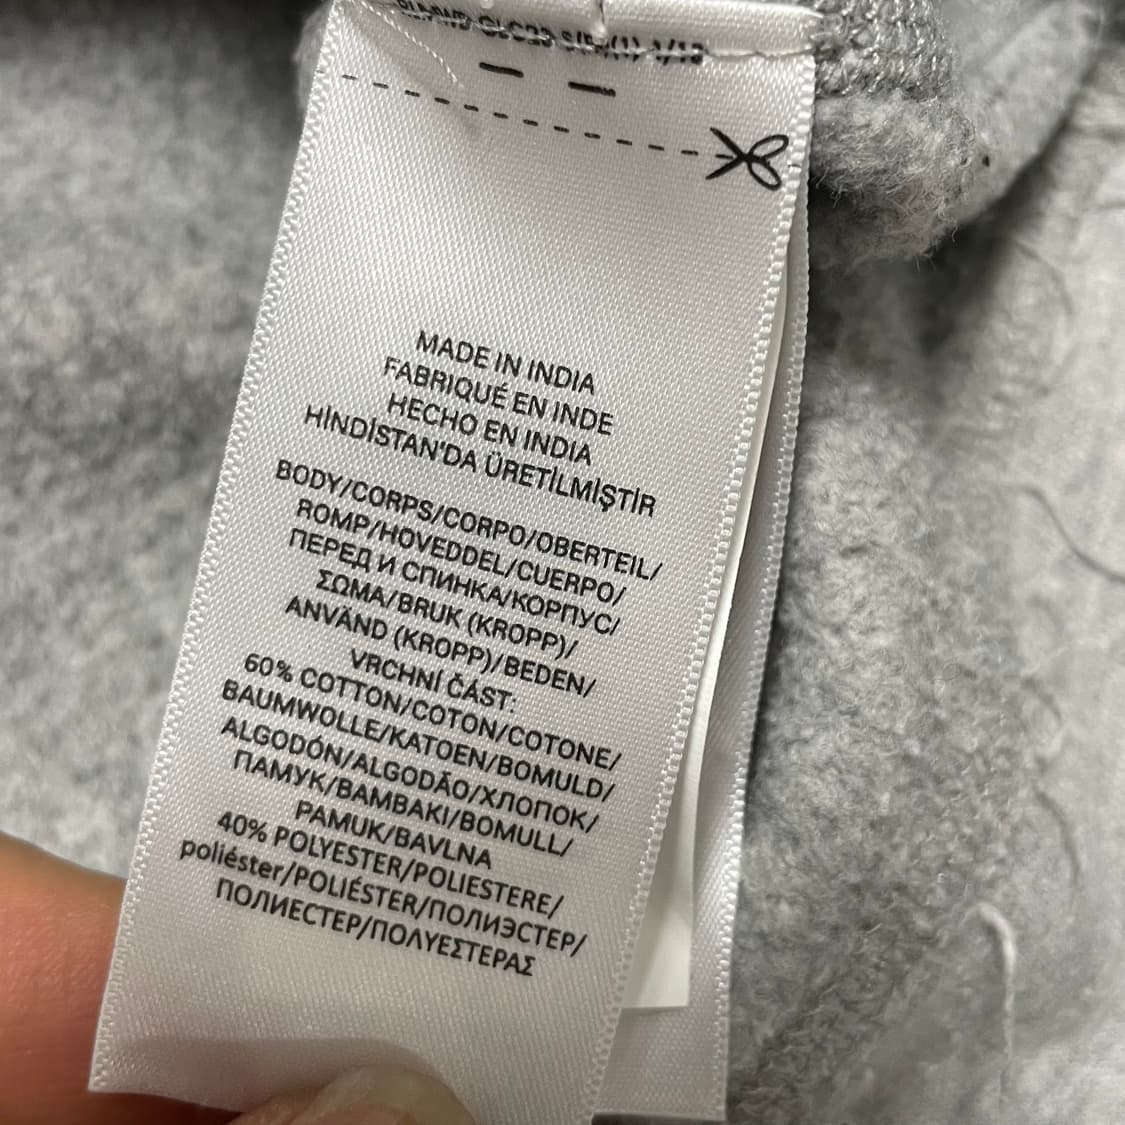 MADE IN INDIA
FABRIQUÉ EN INDE
HECHO EN INDIA
HİNDİSTAN'DA ÜRETİLMİŞTİR
BODY/CORPS/CORPO/OBERTEIL/
ROMP/HOVEDDEL/CUERPO/
ПЕРЕД И СПИНКА/КОРПУС/
ΣΩΜΑ/BRUK (KROPP)/
ANVÄND (KROPP)/BEDEN/
VRCHNÍ ČÁST:
60% COTTON/COTON/COTONE/
BAUMWOLLE/KATOEN/BOMULD/
ALGODÓN/ALGODÃO/ХЛОПОК/
ПАМУК/ΒΑΜΒΑΚΙ/BOMULL/
PAMUK/BAVLNA
40% POLYESTER/POLIESTERE/
poliéster/POLIÉSTER/ПОЛИЭСТЕР/
ПОЛИЕСТЕР/ΠΟΛΥΕΣΤΕΡΑΣ